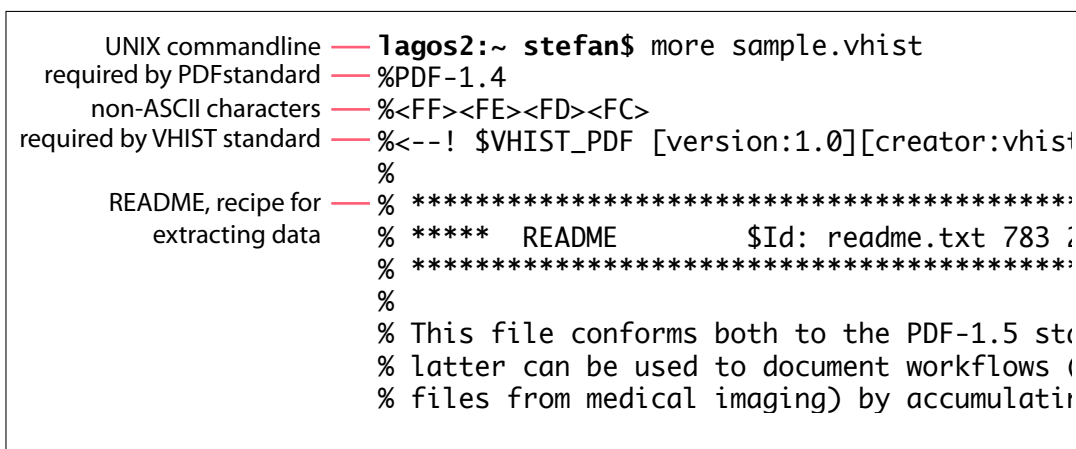 UNIX commandline lagos2:~ stefan$ more sample.vhist
required by PDFstandard %PDF-1.4
non-ASCII characters %<FF><FE><FD><FC>
required by VHIST standard %<--! $VHIST_PDF [version:1.0][creator:vhist
%
README, recipe for % ******************************************
extracting data % ***** README $Id: readme.txt 783 2
% ******************************************
%
% This file conforms both to the PDF-1.5 sta
% latter can be used to document workflows (
% files from medical imaging) by accumulatin